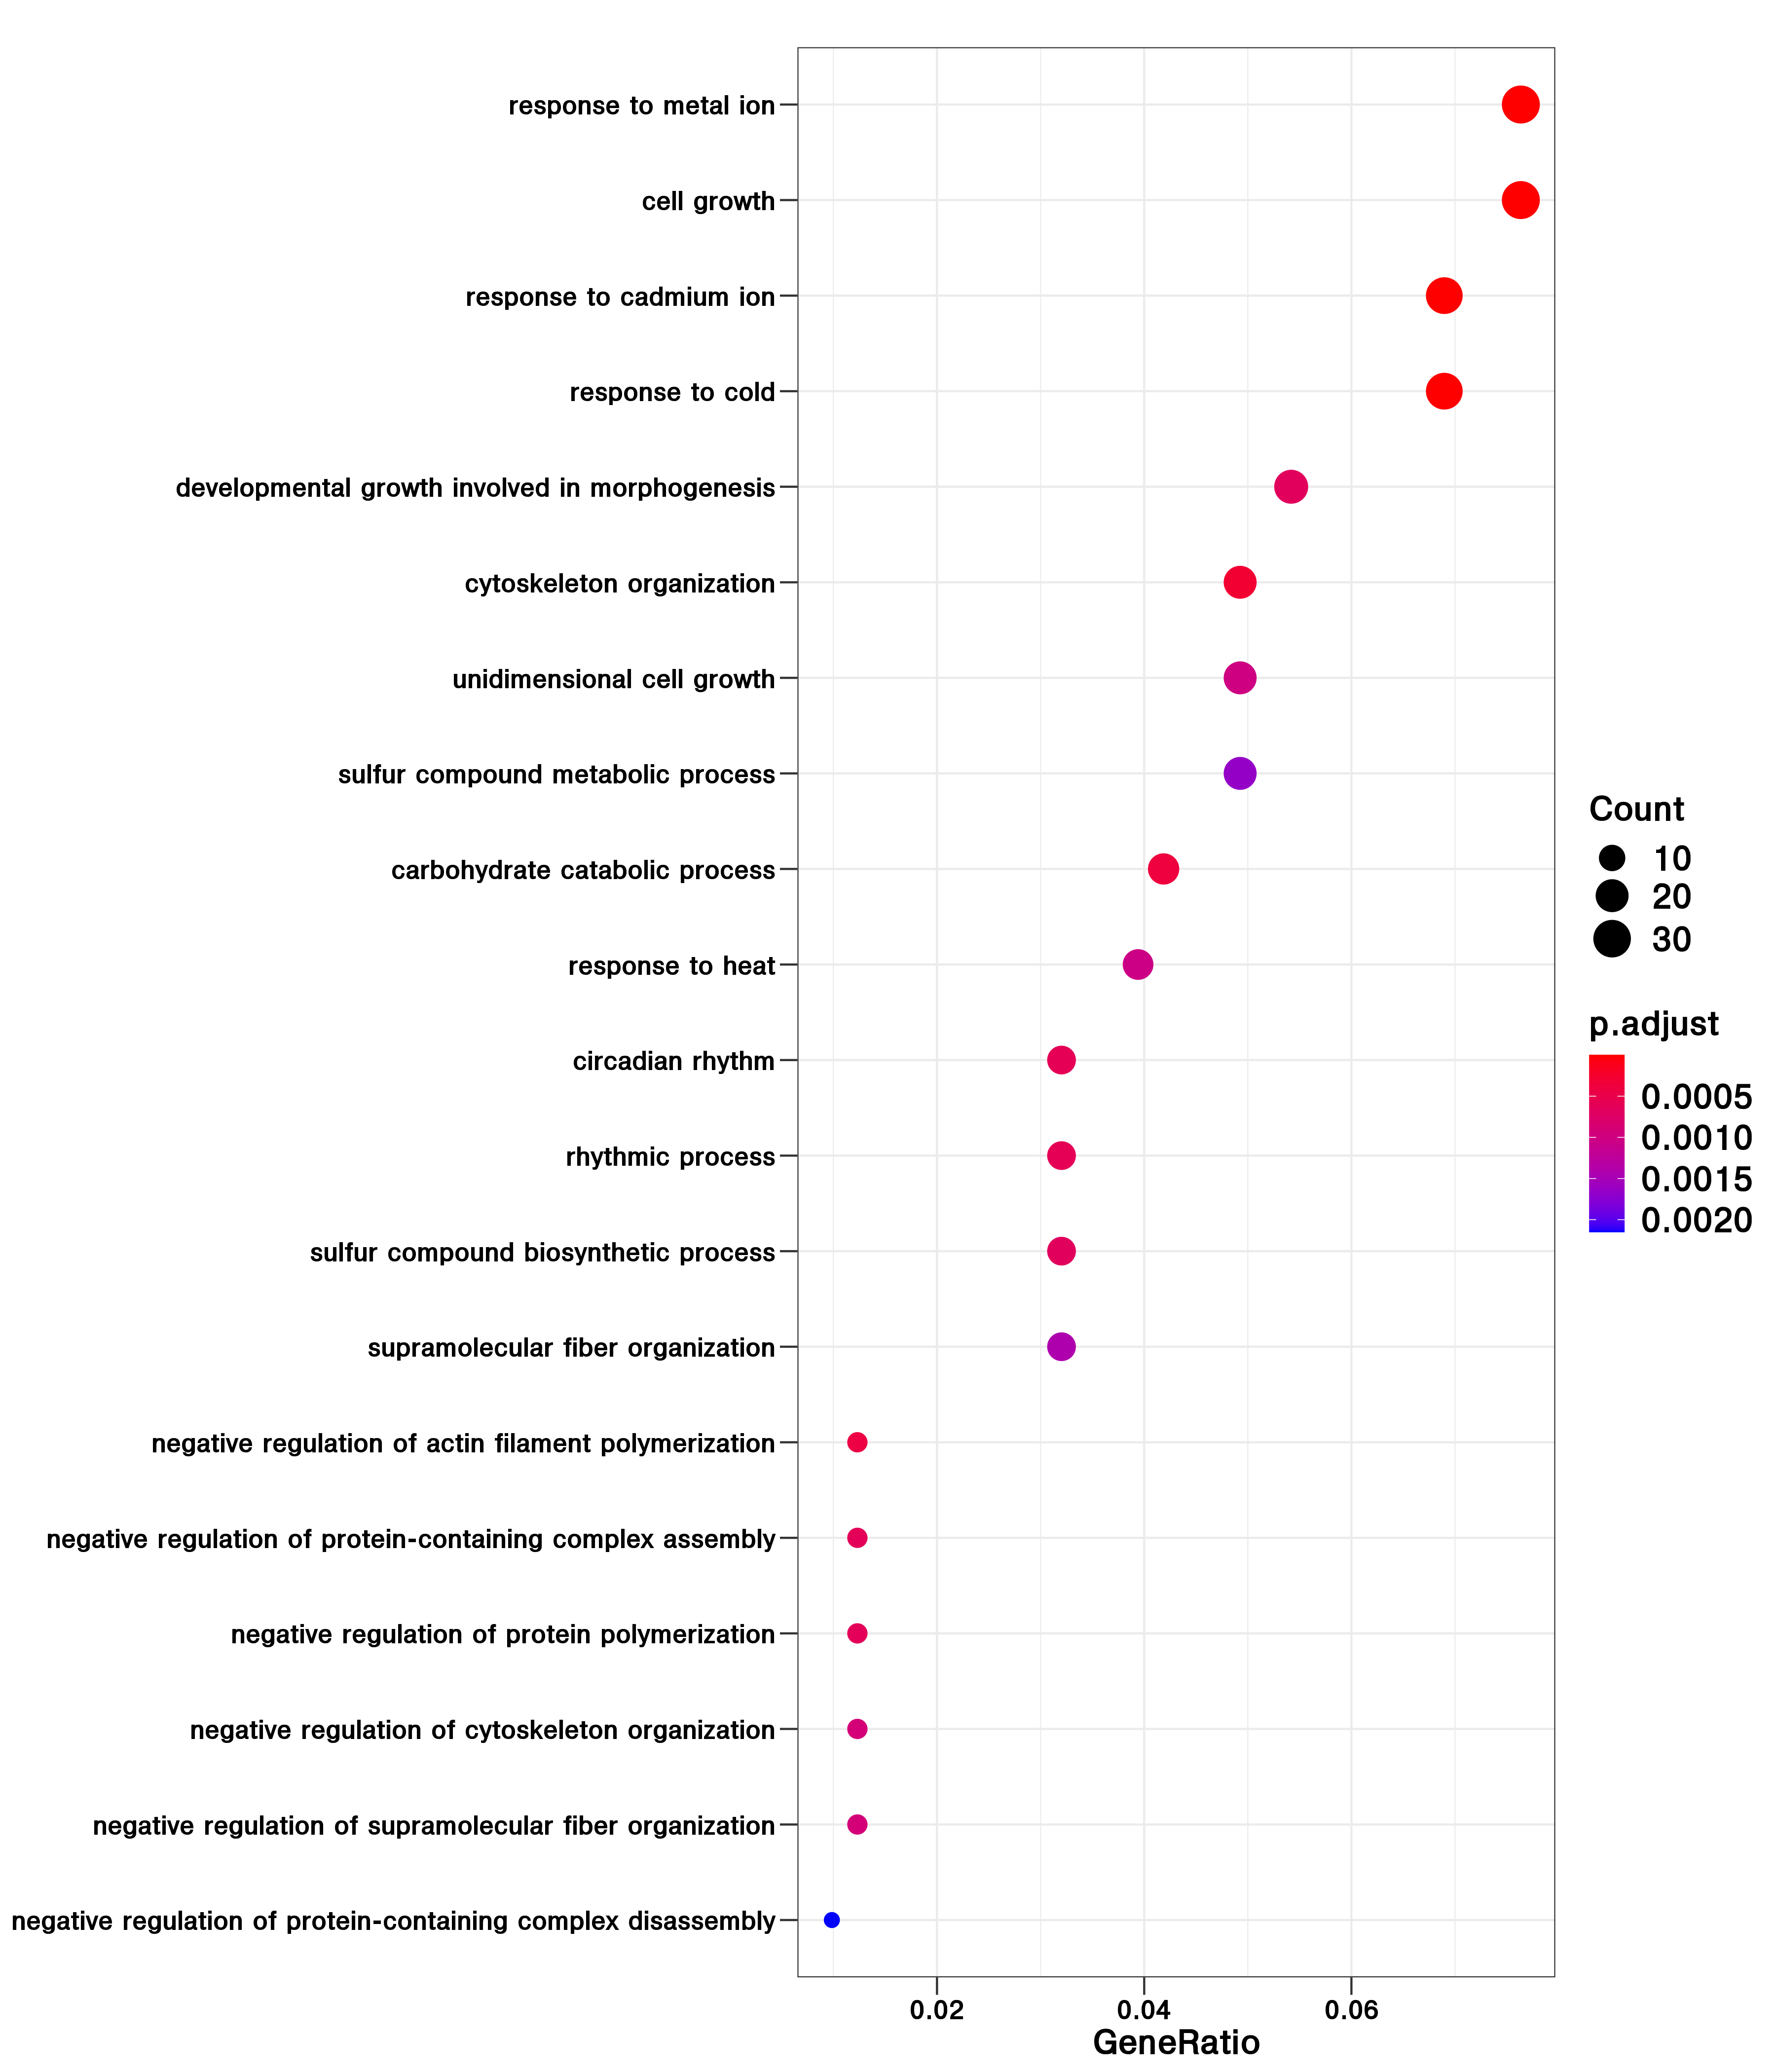 response to metal ion
cell growth
response to cadmium ion
response to cold
developmental growth involved in morphogenesis
cytoskeleton organization
unidimensional cell growth
sulfur compound metabolic process
carbohydrate catabolic process
response to heat
circadian rhythm
rhythmic process
sulfur compound biosynthetic process
supramolecular fiber organization
negative regulation of actin filament polymerization
negative regulation of protein-containing complex assembly
negative regulation of protein polymerization
negative regulation of cytoskeleton organization
negative regulation of supramolecular fiber organization
negative regulation of protein-containing complex disassembly
0.02 0.04 0.06
GeneRatio
Count
10
20
30
p.adjust
0.0005
0.0010
0.0015
0.0020